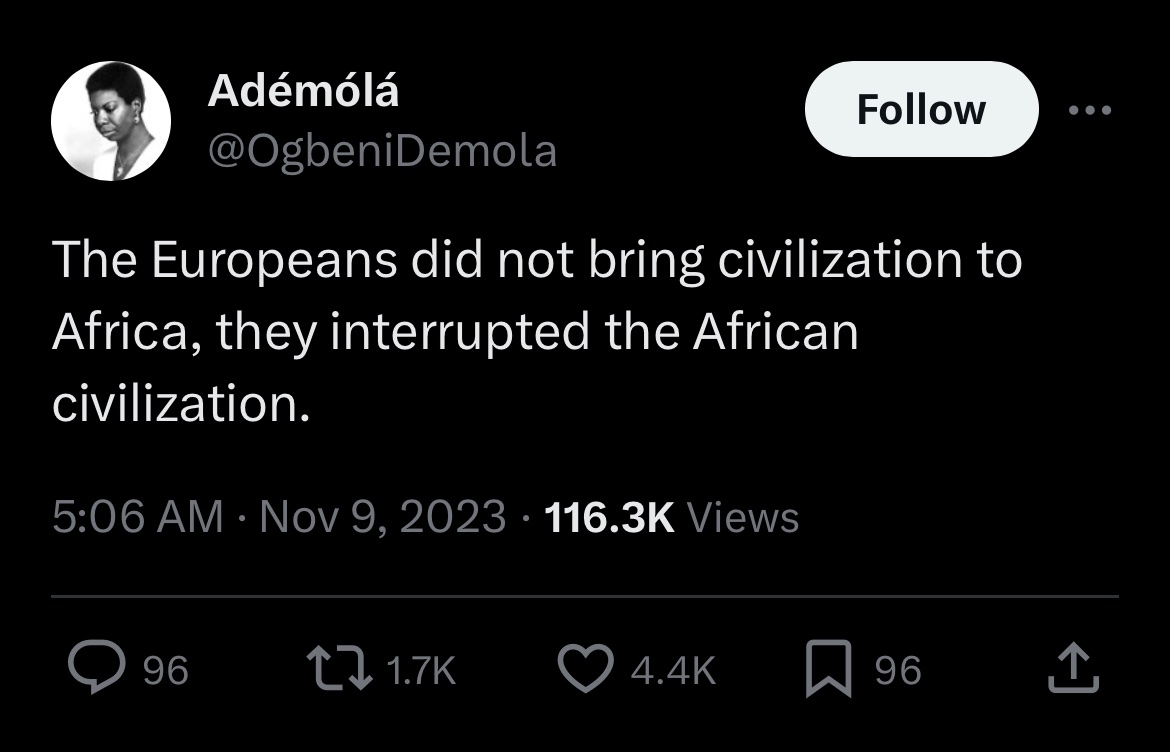 Adémólá
@OgbeniDemola
Follow
The Europeans did not bring civilization to
Africa, they interrupted the African
civilization.
5:06 AM · Nov 9, 2023 · 116.3K Views
96 1.7K 4.4K 96